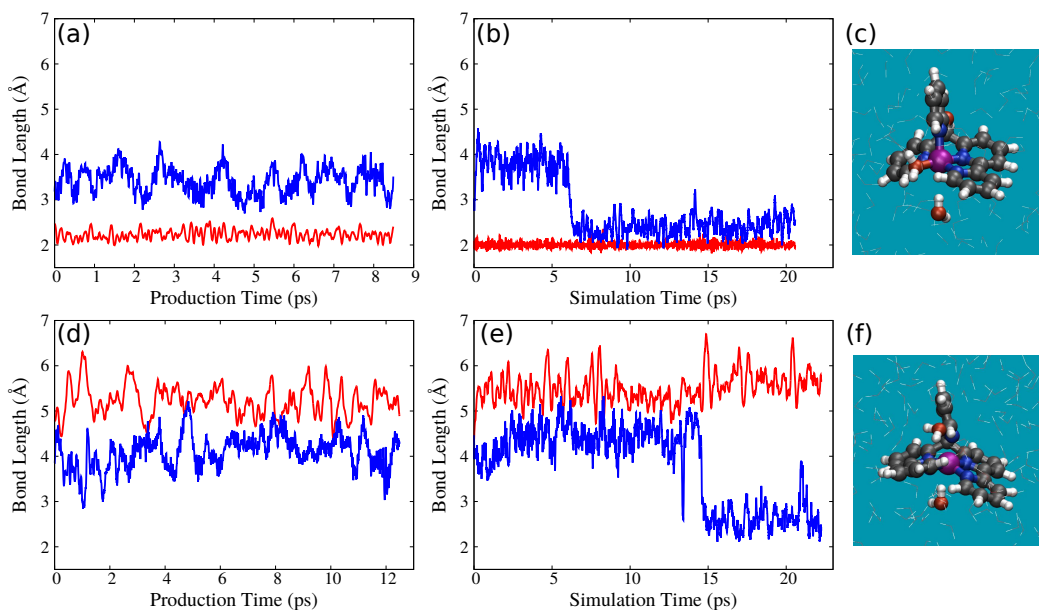 (a)
7
6
5
4
3
2
Bond Length (Å)
0 1 2 3 4 5 6 7 8 9
Production Time (ps)
(b)
7
6
5
4
3
2
Bond Length (Å)
0 5 10 15 20
Simulation Time (ps)
(c)
(d)
7
6
5
4
3
2
Bond Length (Å)
0 2 4 6 8 10 12
Production Time (ps)
(e)
7
6
5
4
3
2
Bond Length (Å)
0 5 10 15 20
Simulation Time (ps)
(f)